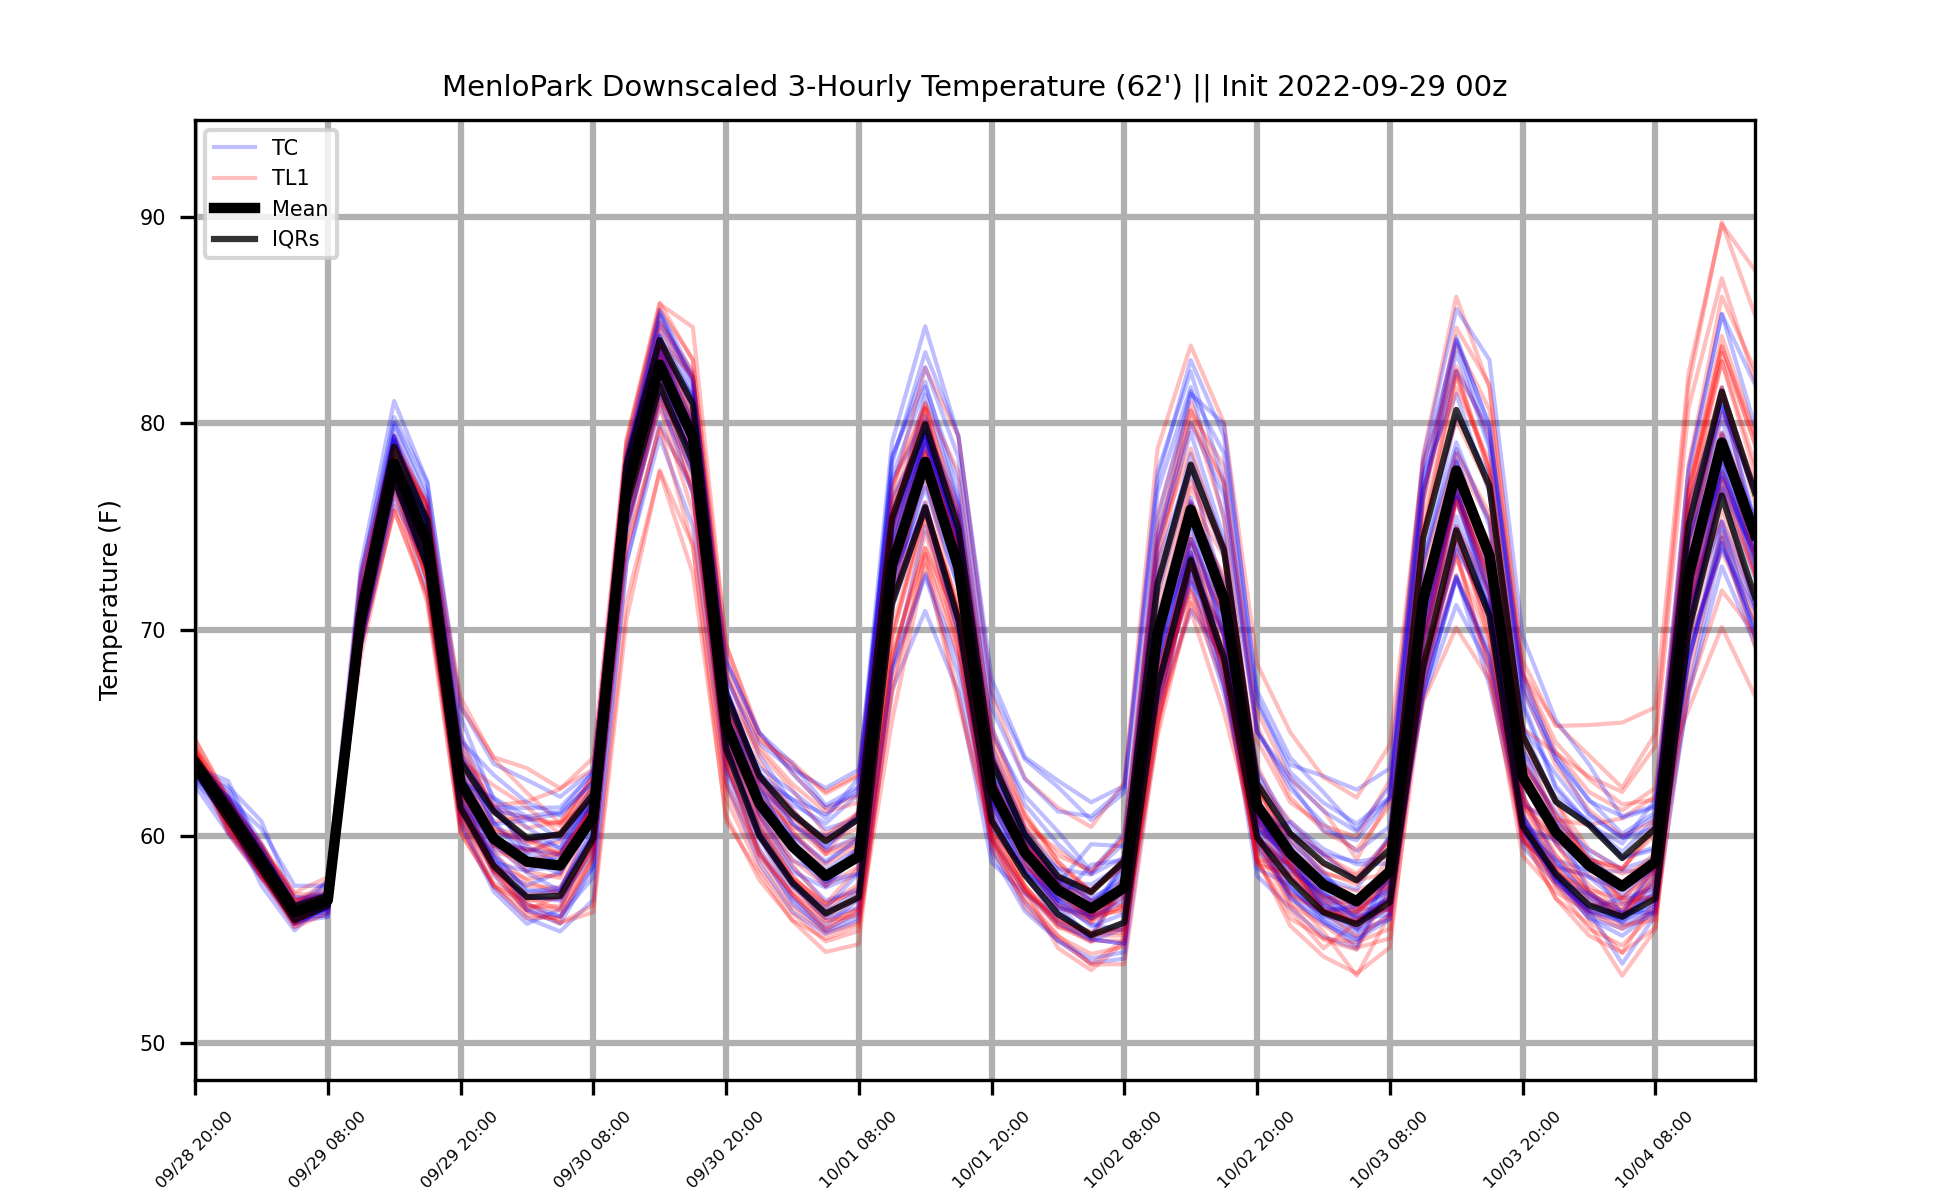 MenloPark Downscaled 3-Hourly Temperature (62') || Init 2022-09-29 00z
TC
TL1
Mean
IQRs
Temperature (F)
90
80
70
60
50
09/28 20:00
09/29 08:00
09/29 20:00
09/30 08:00
09/30 20:00
10/01 08:00
10/01 20:00
10/02 08:00
10/02 20:00
10/03 08:00
10/03 20:00
10/04 08:00